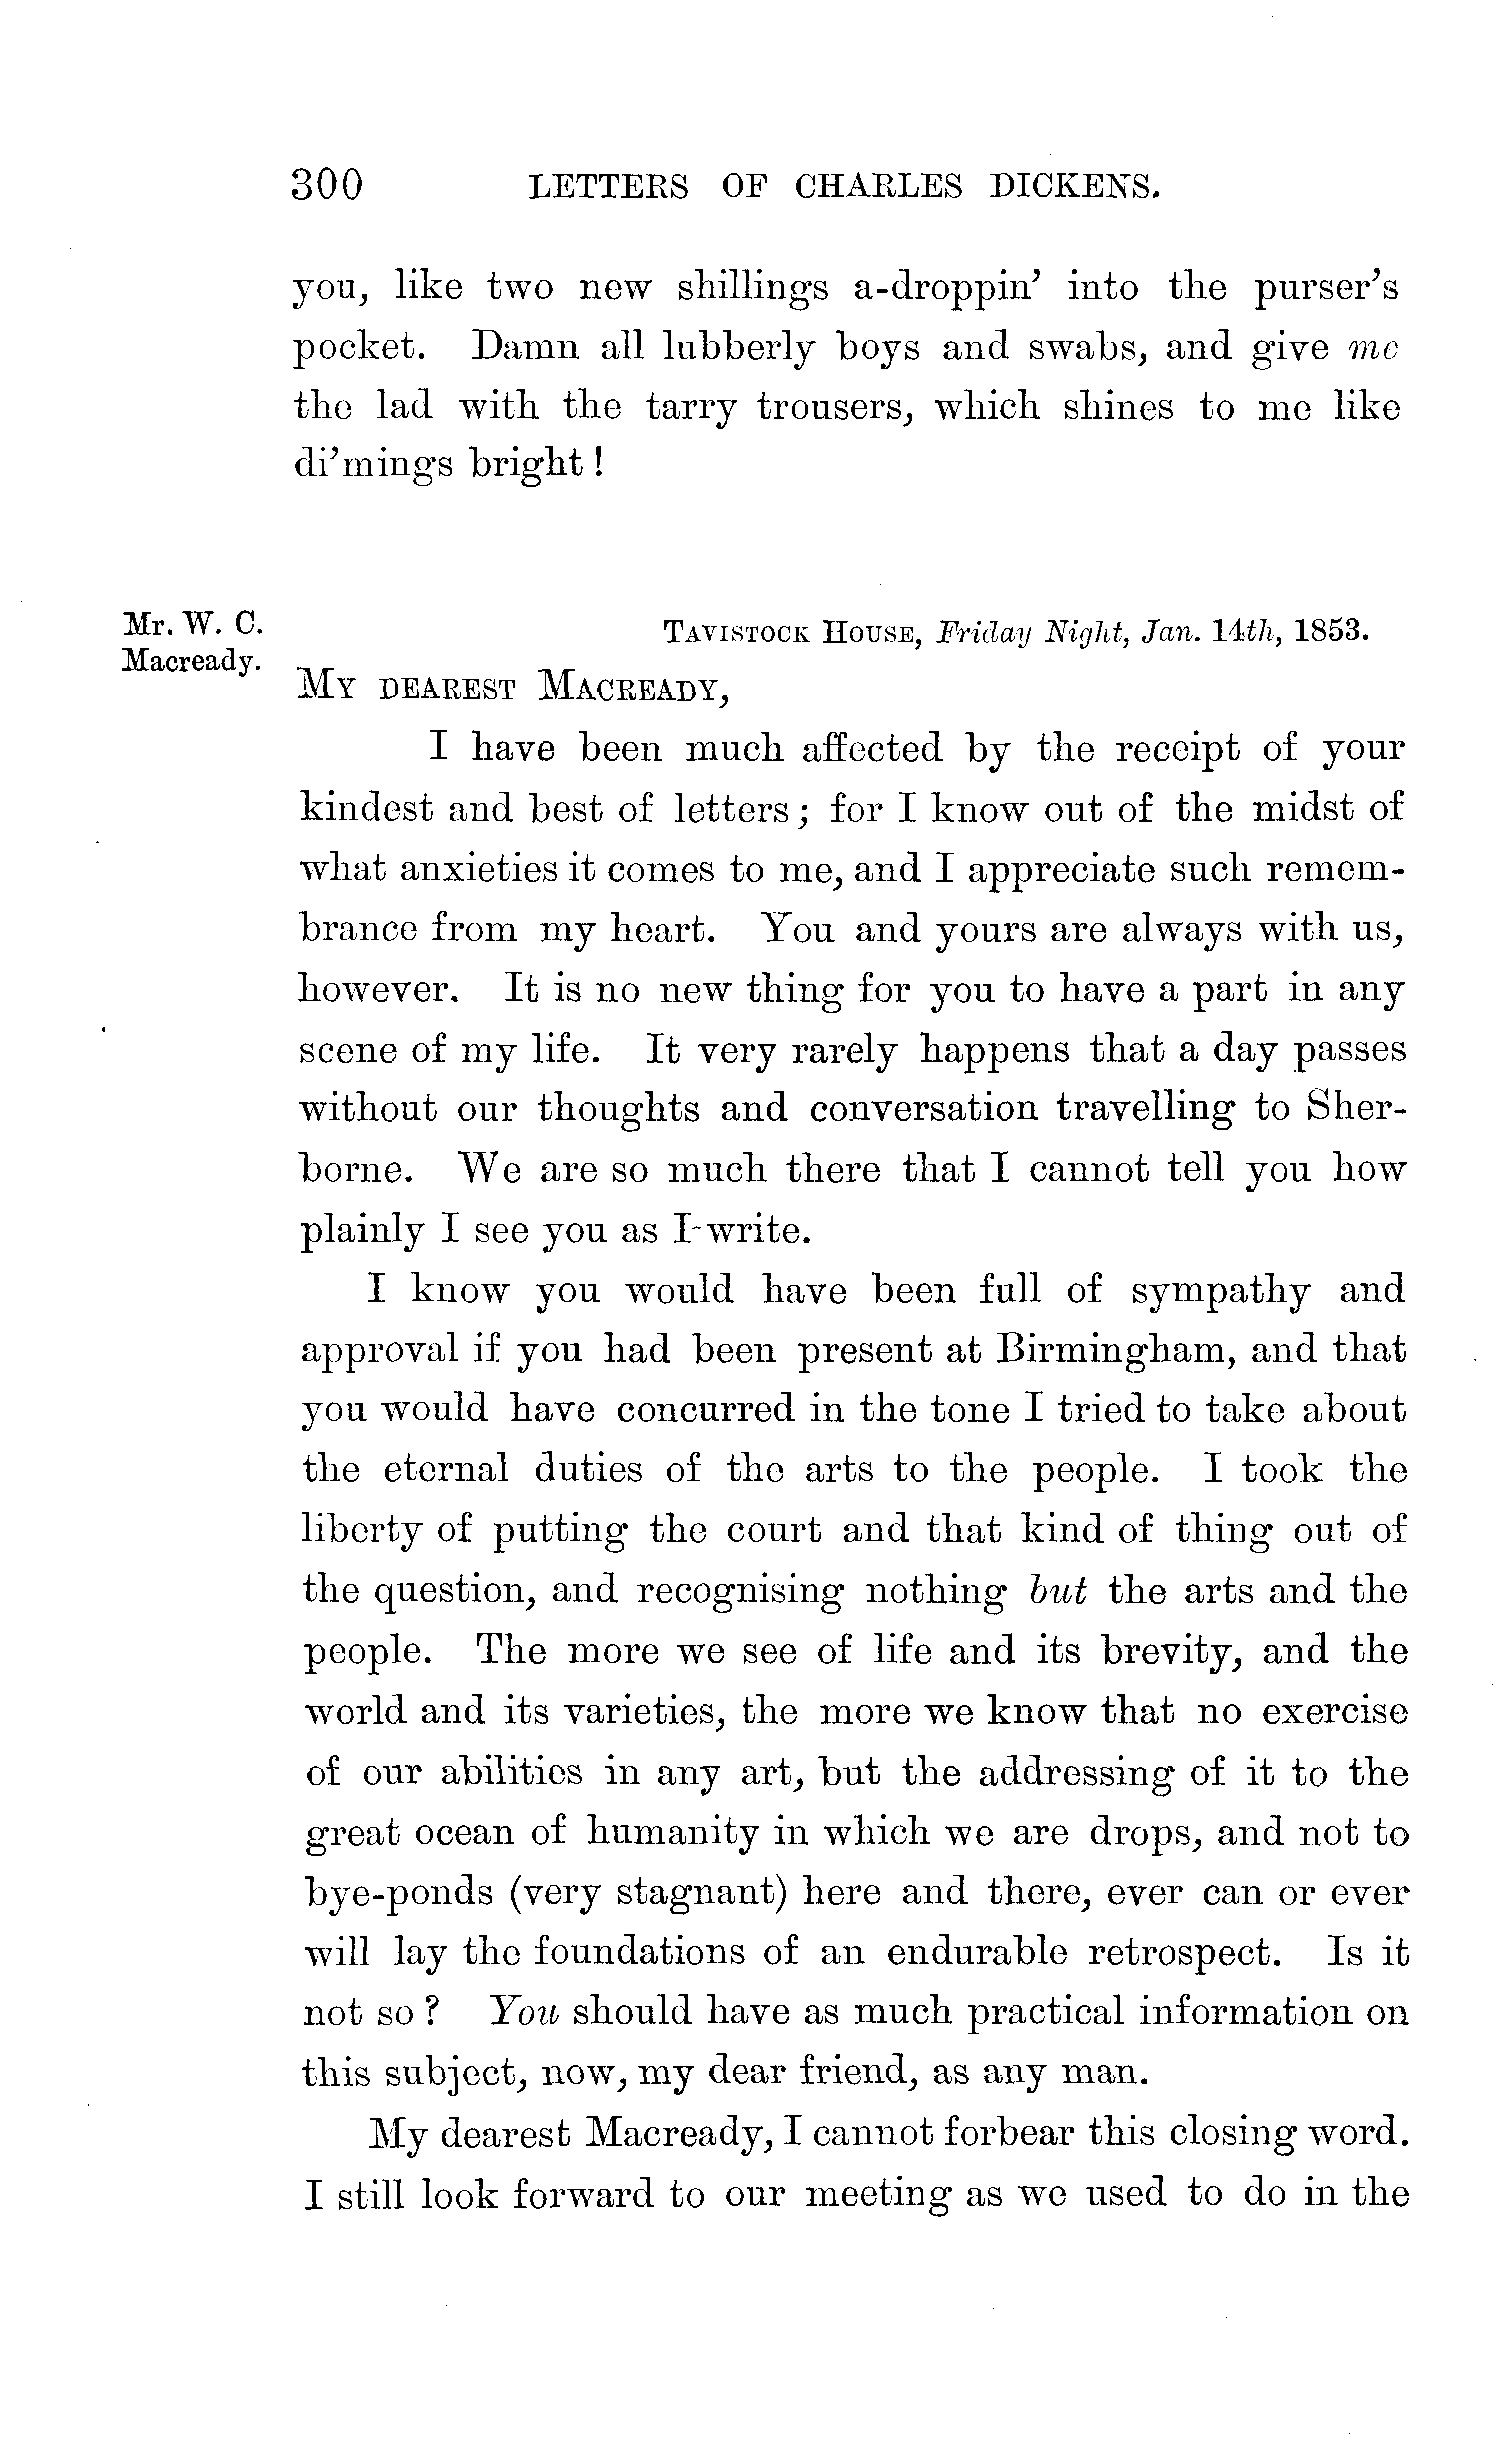 300 LETTERS OF CHARLES DICKENS.
you, like two new shillings a-droppin' into the purser's
pocket. Damn all lubberly boys and swabs, and give me
the lad with the tarry trousers, which shines to me like
di'mings bright!
Mr. W. C.
Macready.
TAVISTOCK HOUSE, Friday Night, Jan. 14th, 1853.
MY DEAREST MACREADY,
I have been much affected by the receipt of your
kindest and best of letters; for I know out of the midst of
what anxieties it comes to me, and I appreciate such remem-
brance from my heart. You and yours are always with us,
however. It is no new thing for you to have a part in any
scene of my life. It very rarely happens that a day passes
without our thoughts and conversation travelling to Sher-
borne. We are so much there that I cannot tell you how
plainly I see you as I write.
I know you would have been full of sympathy and
approval if you had been present at Birmingham, and that
you would have concurred in the tone I tried to take about
the eternal duties of the arts to the people. I took the
liberty of putting the court and that kind of thing out of
the question, and recognising nothing but the arts and the
people. The more we see of life and its brevity, and the
world and its varieties, the more we know that no exercise
of our abilities in any art, but the addressing of it to the
great ocean of humanity in which we are drops, and not to
bye-ponds (very stagnant) here and there, ever can or ever
will lay the foundations of an endurable retrospect. Is it
not so? You should have as much practical information on
this subject, now, my dear friend, as any man.
My dearest Macready, I cannot forbear this closing word.
I still look forward to our meeting as we used to do in the